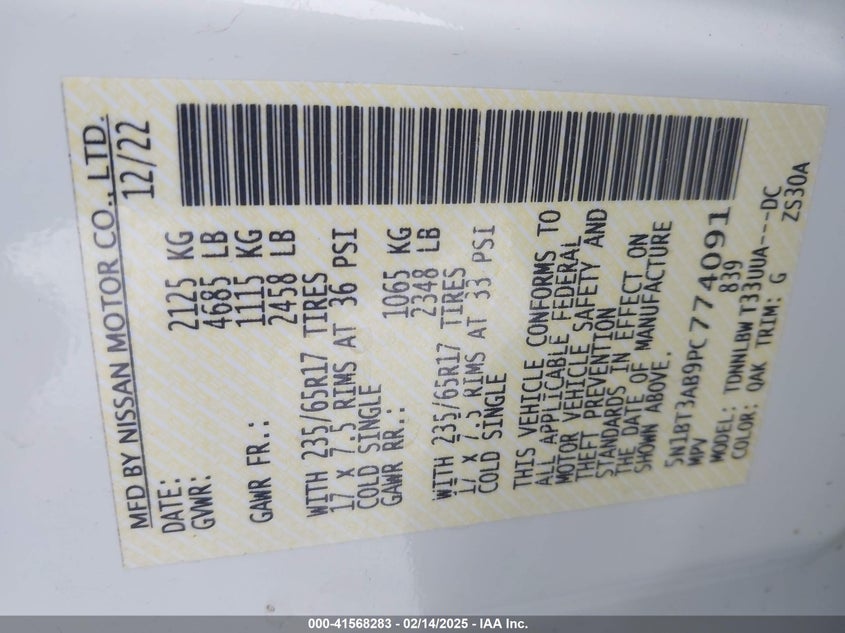 MFD BY NISSAN MOTOR CO., LTD.
DATE: 12/22
GVWR: 2125 KG
4685 LB
GAWR FR.: 1115 KG
2458 LB
WITH 235/65R17 TIRES
17 X 7.5 RIMS AT 36 PSI
COLD SINGLE
GAWR RR.: 1065 KG
2348 LB
WITH 235/65R17 TIRES
17 X 7.5 RIMS AT 33 PSI
COLD SINGLE
THIS VEHICLE CONFORMS TO
ALL APPLICABLE FEDERAL
MOTOR VEHICLE SAFETY AND
THEFT PREVENTION
STANDARDS IN EFFECT ON
THE DATE OF MANUFACTURE
SHOWN ABOVE.
5N1BT3AB9PC774091
MPV 839
MODEL: TDNNLBW T33UUA---DC
COLOR: QAK TRIM: G ZS30A
000-41568283 - 02/14/2025 - IAA Inc.